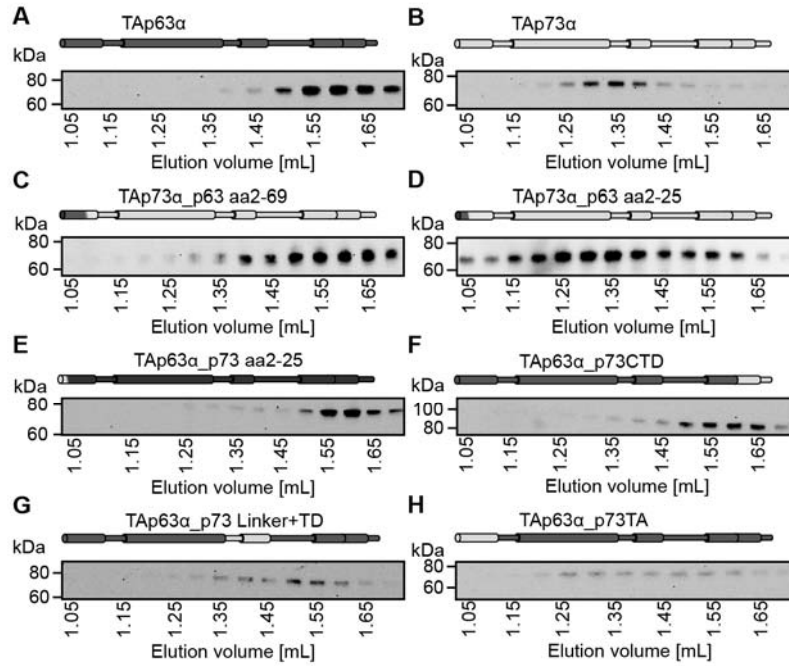 A
TAp63α
kDa
80
60
1.05
1.15
1.25
1.35
1.45
1.55
1.65
Elution volume [mL]
B
TAp73α
kDa
80
60
1.05
1.15
1.25
1.35
1.45
1.55
1.65
Elution volume [mL]
C
TAp73α_p63 aa2-69
kDa
80
60
1.05
1.15
1.25
1.35
1.45
1.55
1.65
Elution volume [mL]
D
TAp73α_p63 aa2-25
kDa
80
60
1.05
1.15
1.25
1.35
1.45
1.55
1.65
Elution volume [mL]
E
TAp63α_p73 aa2-25
kDa
80
60
1.05
1.15
1.25
1.35
1.45
1.55
1.65
Elution volume [mL]
F
TAp63α_p73CTD
kDa
100
80
1.05
1.15
1.25
1.35
1.45
1.55
1.65
Elution volume [mL]
G
TAp63α_p73 Linker+TD
kDa
80
60
1.05
1.15
1.25
1.35
1.45
1.55
1.65
Elution volume [mL]
H
TAp63α_p73TA
kDa
80
60
1.05
1.15
1.25
1.35
1.45
1.55
1.65
Elution volume [mL]